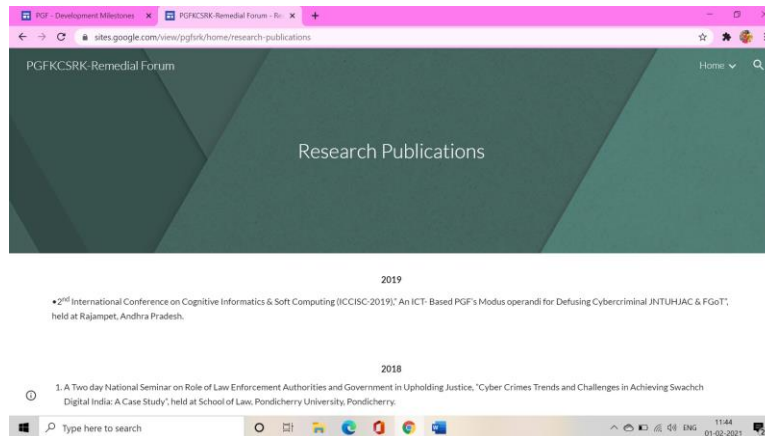 PGF - Development Milestones
PGFKCSRK-Remedial Forum - Re
sites.google.com/view/pgfsrk/home/research-publications
PGFKCSRK-Remedial Forum
Home
Research Publications
2019
•2nd International Conference on Cognitive Informatics & Soft Computing (ICCISC-2019),“ An ICT- Based PGF's Modus operandi for Defusing Cybercriminal JNTUHJAC & FGoT”,
held at Rajampet, Andhra Pradesh.
2018
1. A Two day National Seminar on Role of Law Enforcement Authorities and Government in Upholding Justice, “Cyber Crimes Trends and Challenges in Achieving Swachch
Digital India: A Case Study”, held at School of Law, Pondicherry University, Pondicherry.
Type here to search
ENG
11:44
01-02-2021